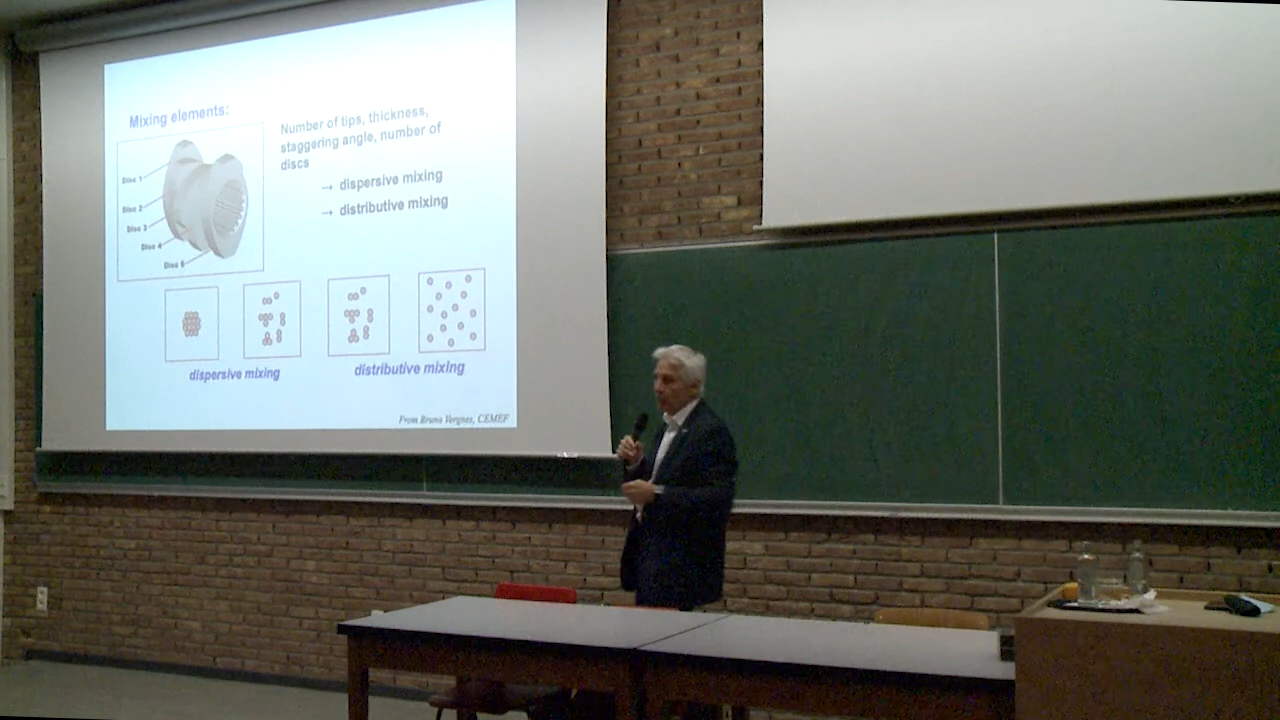 Mixing elements:
Number of tips, thickness,
staggering angle, number of
discs
→ dispersive mixing
→ distributive mixing
Disc 1
Disc 2
Disc 3
Disc 4
Disc 5
dispersive mixing
distributive mixing
From Bruno Vergnes, CEMEF